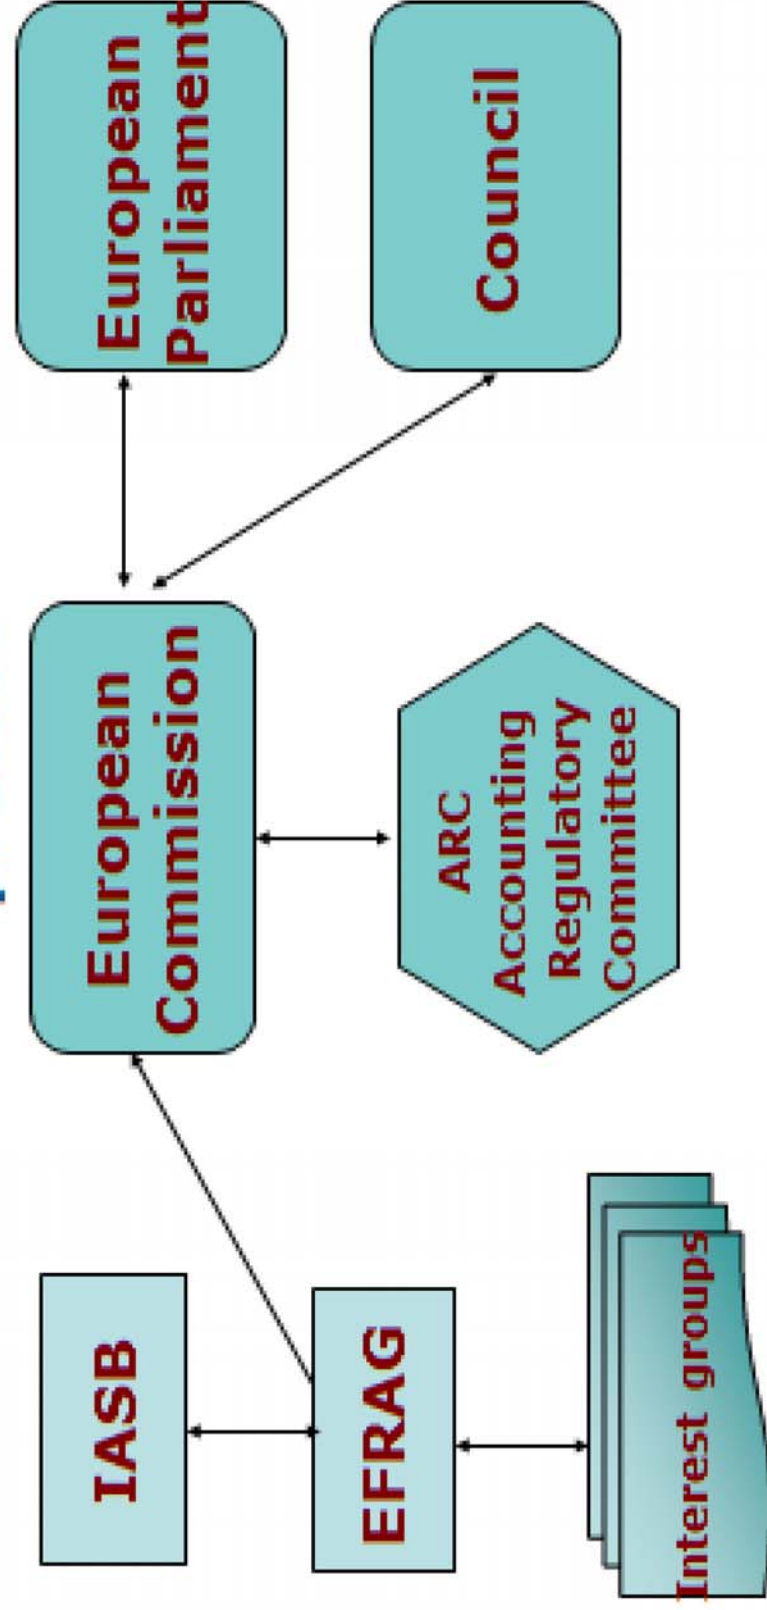 IASB
EFRAG
Interest groups
European
Commission
ARC
Accounting
Regulatory
Committee
European
Parliament
Council